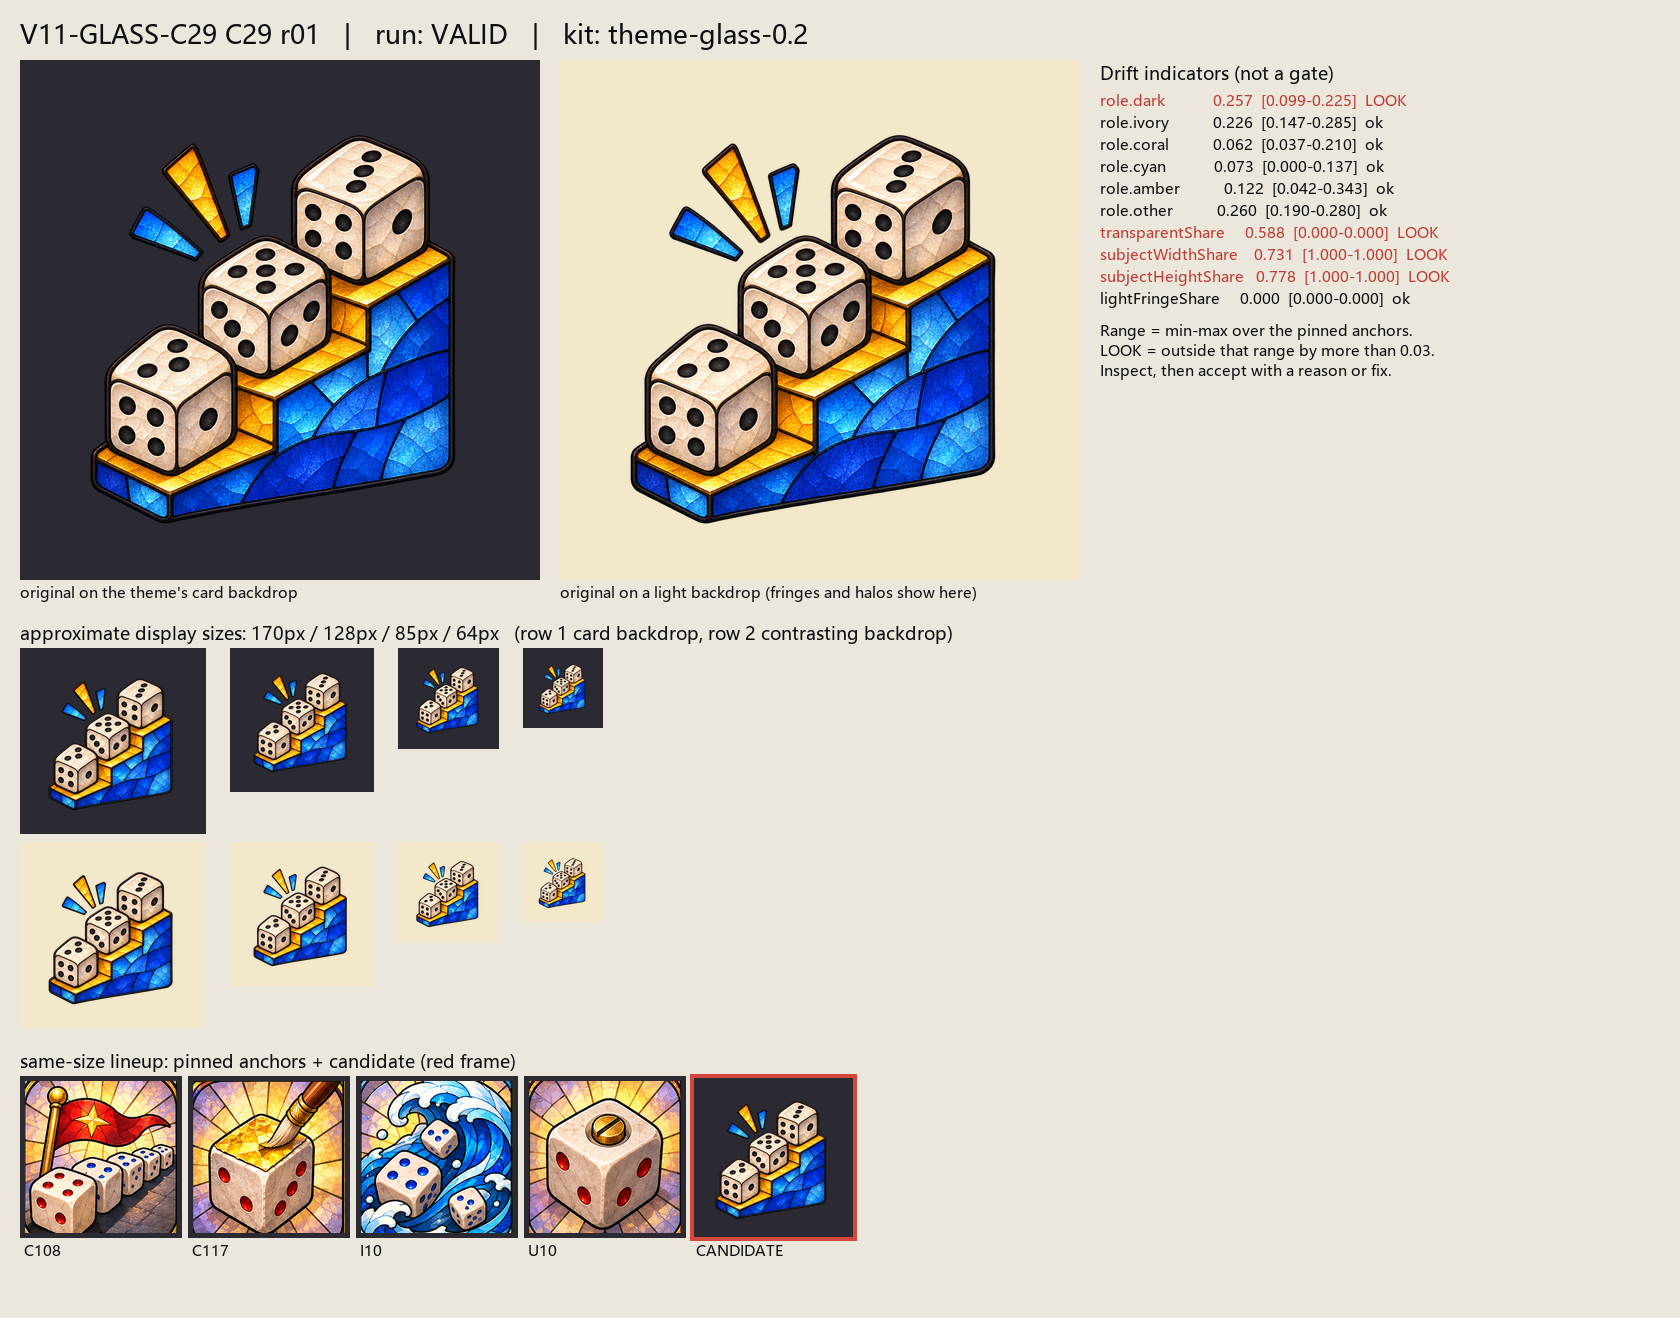 V11-GLASS-C29 C29 r01 | run: VALID | kit: theme-glass-0.2
Drift indicators (not a gate)
role.dark 0.257 [0.099-0.225] LOOK
role.ivory 0.226 [0.147-0.285] ok
role.coral 0.062 [0.037-0.210] ok
role.cyan 0.073 [0.000-0.137] ok
role.amber 0.122 [0.042-0.343] ok
role.other 0.260 [0.190-0.280] ok
transparentShare 0.588 [0.000-0.000] LOOK
subjectWidthShare 0.731 [1.000-1.000] LOOK
subjectHeightShare 0.778 [1.000-1.000] LOOK
lightFringeShare 0.000 [0.000-0.000] ok
Range = min-max over the pinned anchors.
LOOK = outside that range by more than 0.03.
Inspect, then accept with a reason or fix.
original on the theme's card backdrop
original on a light backdrop (fringes and halos show here)
approximate display sizes: 170px / 128px / 85px / 64px (row 1 card backdrop, row 2 contrasting backdrop)
same-size lineup: pinned anchors + candidate (red frame)
C108
C117
I10
U10
CANDIDATE